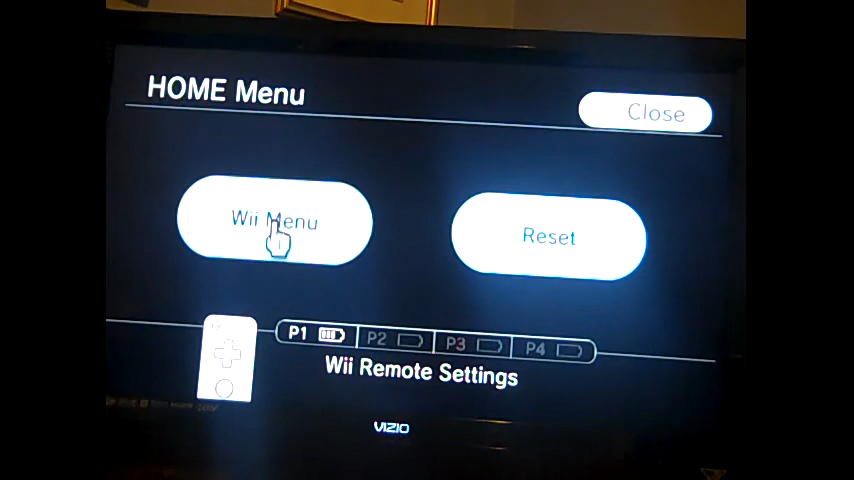 HOME Menu
Close
Wii Menu
Reset
P1 P2 P3 P4
Wii Remote Settings
VIZIO